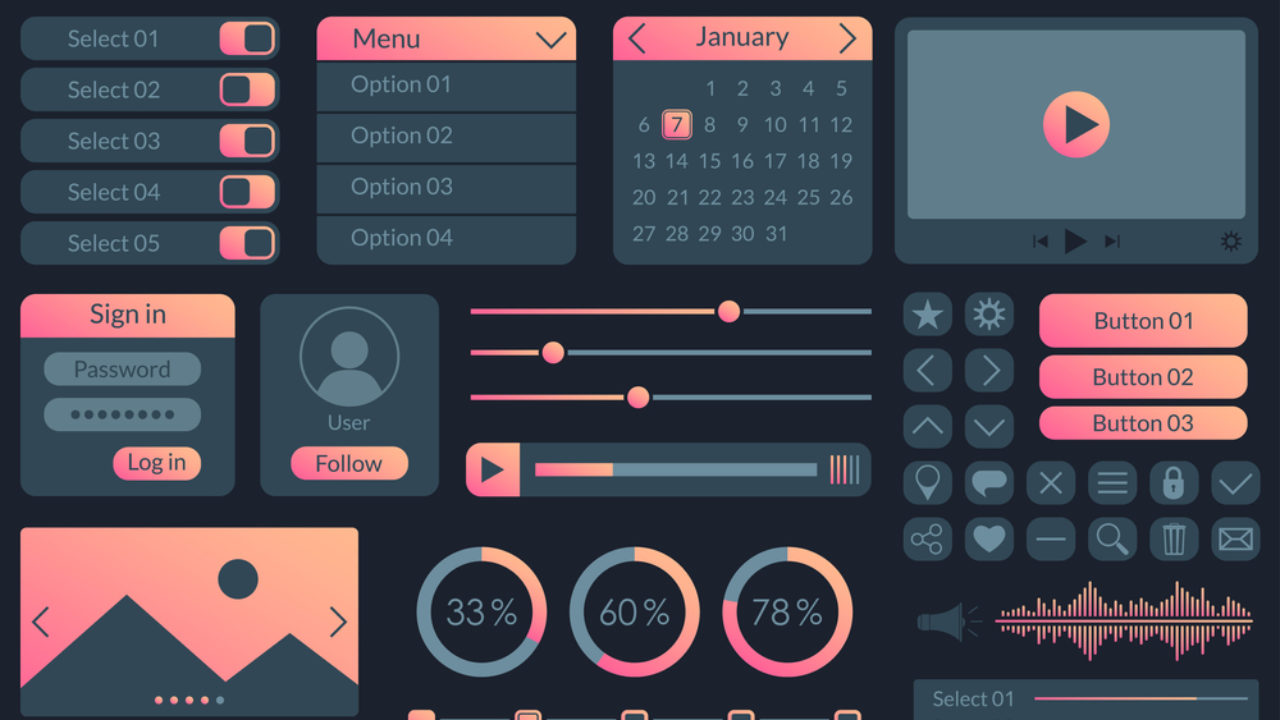 Select 01
Select 02
Select 03
Select 04
Select 05
Menu
Option 01
Option 02
Option 03
Option 04
January
1 2 3 4 5
6 7 8 9 10 11 12
13 14 15 16 17 18 19
20 21 22 23 24 25 26
27 28 29 30 31
Sign in
Password
Log in
User
Follow
Button 01
Button 02
Button 03
33%
60%
78%
Select 01